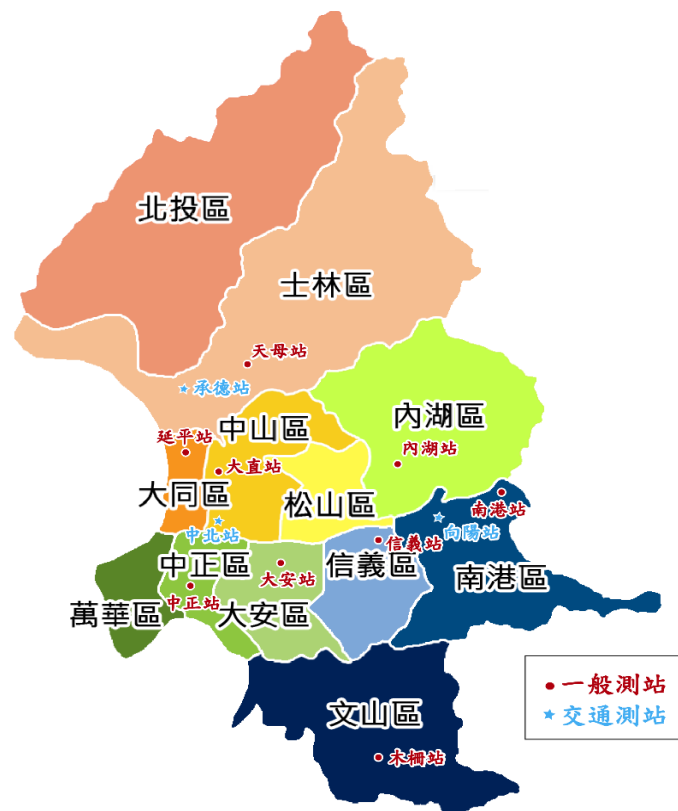 北投區
士林區
天母站
承德站
中山區
內湖區
延平站
內湖站
大直站
大同區
松山區
南港站
中北站
向陽站
信義站
中正區
信義區
大安站
南港區
中正站
萬華區
大安區
文山區
木柵站
一般測站
交通測站